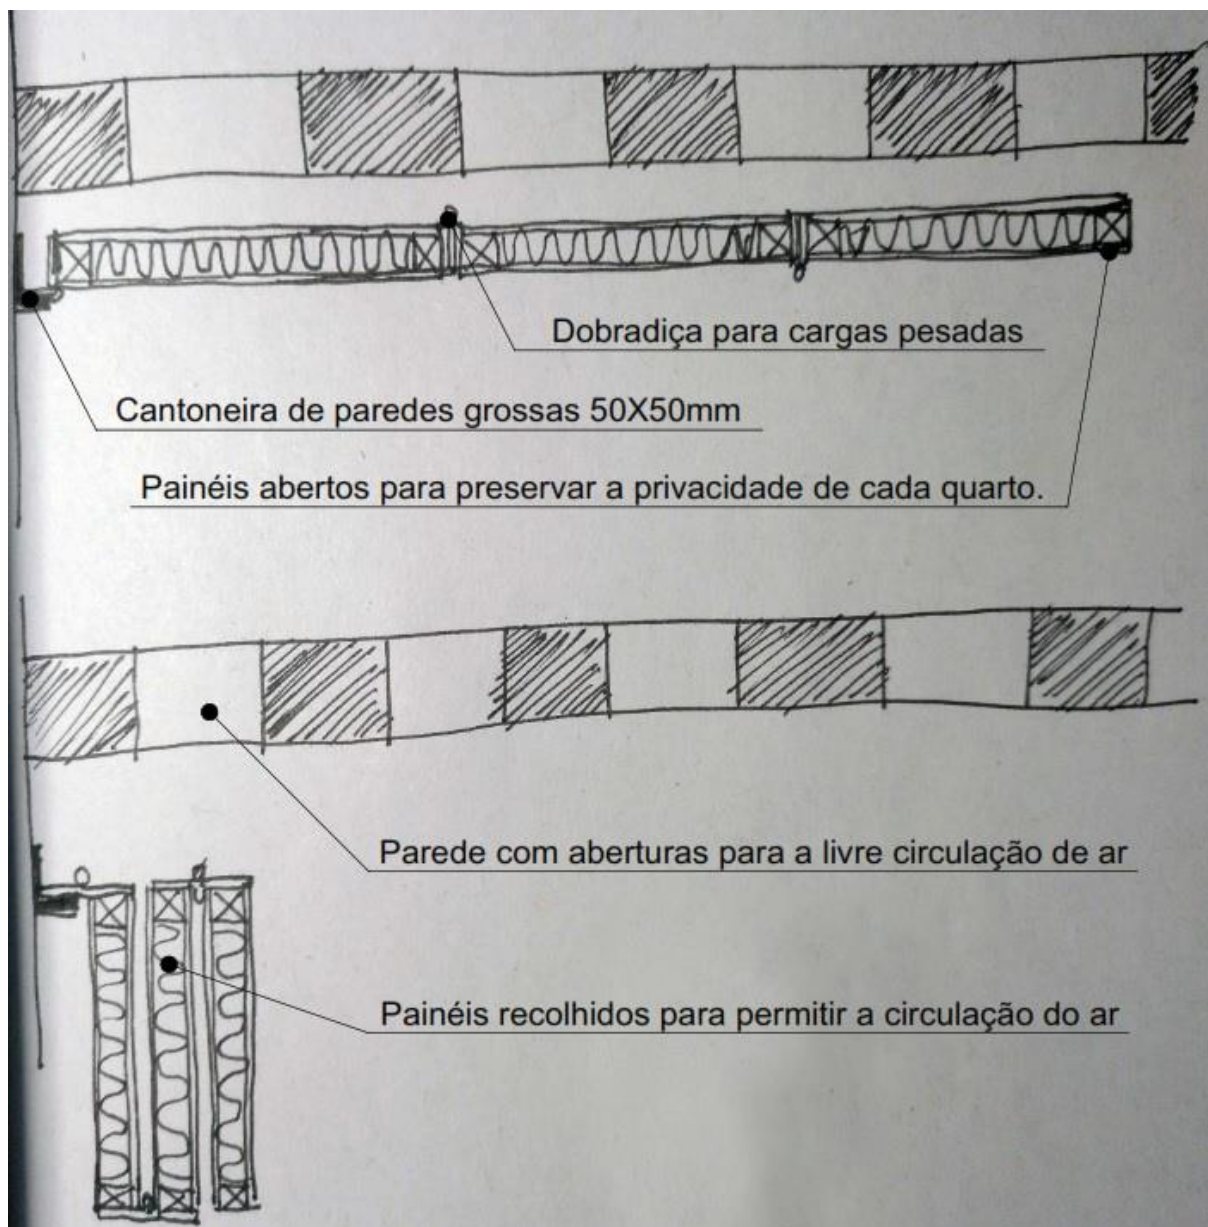 Dobradiça para cargas pesadas
Cantoneira de paredes grossas 50X50mm
Painéis abertos para preservar a privacidade de cada quarto.
Parede com aberturas para a livre circulação de ar
Painéis recolhidos para permitir a circulação do ar